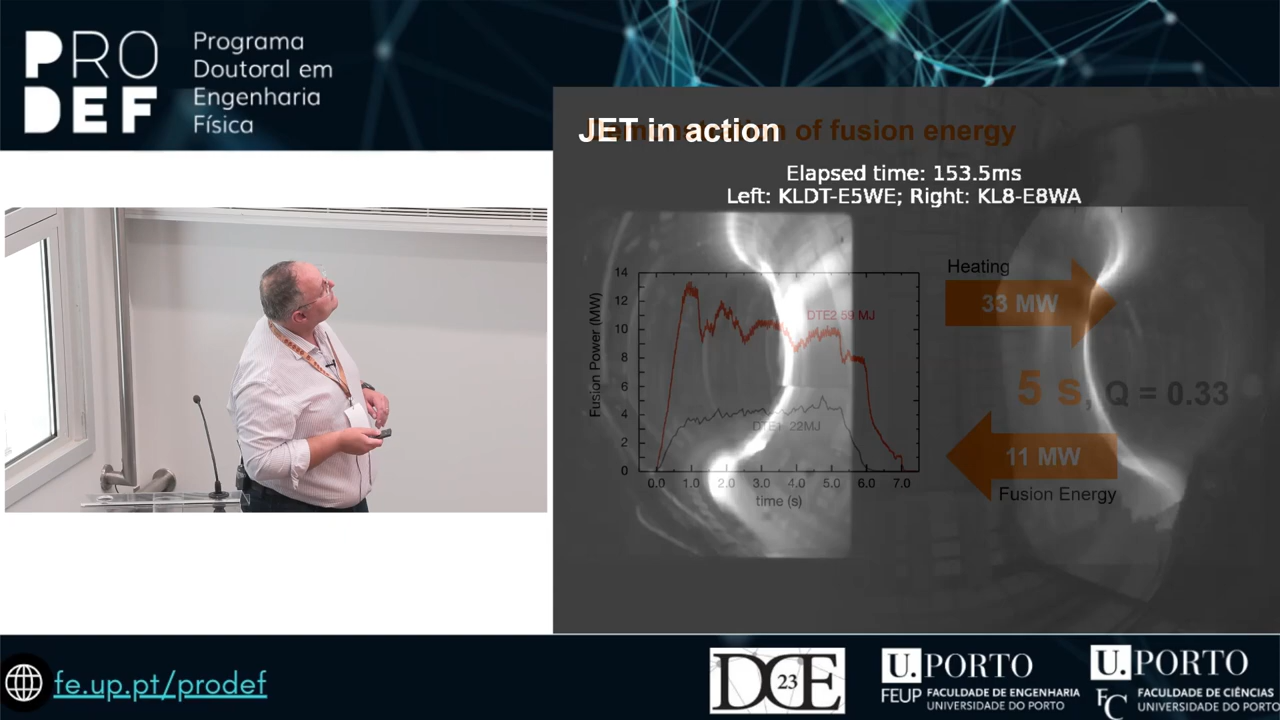 PRO
DEF
Programa
Doutoral em
Engenharia
Física
JET in action
Demonstration of fusion energy
Elapsed time: 153.5ms
Left: KLDT-E5WE; Right: KL8-E8WA
14
12
10
8
6
4
2
0
Fusion Power (MW)
DTE2 59 MJ
DTE1 22MJ
0.0 1.0 2.0 3.0 4.0 5.0 6.0 7.0
time (s)
Heating
33 MW
5 s, Q = 0.33
11 MW
Fusion Energy
fe.up.pt/prodef
DCE
23
U.PORTO
FEUP FACULDADE DE ENGENHARIA
UNIVERSIDADE DO PORTO
U.PORTO
FC FACULDADE DE CIÊNCIAS
UNIVERSIDADE DO PORTO